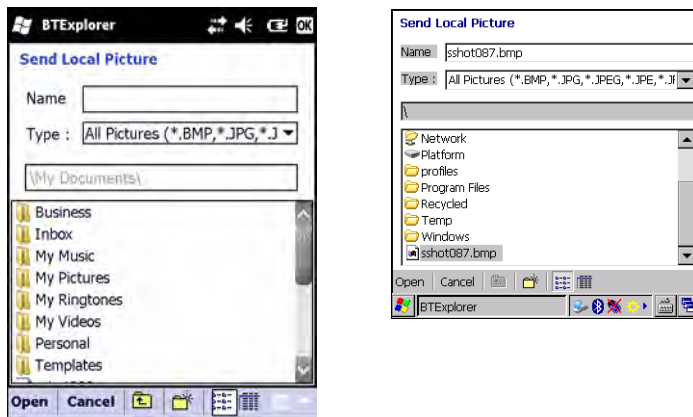 BTExplorer OK
Send Local Picture
Name
Type : All Pictures (*.BMP,*.JPG,*.J
\My Documents\
Business
Inbox
My Music
My Pictures
My Ringtones
My Videos
Personal
Templates
Open Cancel
Send Local Picture
Name sshot087.bmp
Type : All Pictures (*.BMP,*.JPG,*.JPEG,*.JPE,*.JF
\
Network
Platform
profiles
Program Files
Recycled
Temp
Windows
sshot087.bmp
Open Cancel
BTExplorer